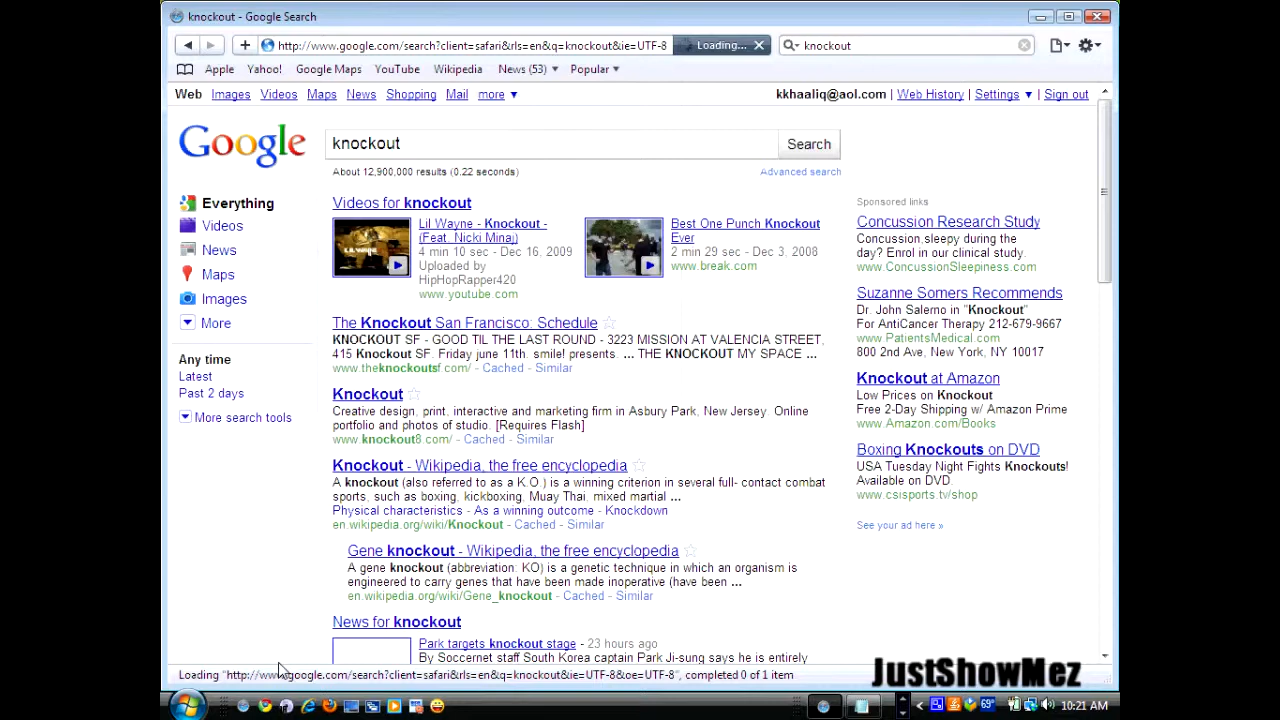 knockout - Google Search
http://www.google.com/search?client=safari&rls=en&q=knockout&ie=UTF-8
Loading...
knockout
Apple Yahoo! Google Maps YouTube Wikipedia News (53) Popular
Web Images Videos Maps News Shopping Mail more
kkhaaliq@aol.com | Web History | Settings | Sign out
Google
knockout
Search
About 12,900,000 results (0.22 seconds)
Advanced search
Everything
Videos
News
Maps
Images
More
Any time
Latest
Past 2 days
More search tools
Videos for knockout
Lil Wayne - Knockout -
(Feat. Nicki Minaj)
4 min 10 sec - Dec 16, 2009
Uploaded by
HipHopRapper420
www.youtube.com
Best One Punch Knockout
Ever
2 min 29 sec - Dec 3, 2008
www.break.com
The Knockout San Francisco: Schedule
KNOCKOUT SF - GOOD TIL THE LAST ROUND - 3223 MISSION AT VALENCIA STREET,
415 Knockout SF. Friday june 11th. smile! presents. ... THE KNOCKOUT MY SPACE ...
www.theknockoutsf.com/ - Cached - Similar
Knockout
Creative design, print, interactive and marketing firm in Asbury Park, New Jersey. Online
portfolio and photos of studio. [Requires Flash]
www.knockout8.com/ - Cached - Similar
Knockout - Wikipedia, the free encyclopedia
A knockout (also referred to as a K.O.) is a winning criterion in several full- contact combat
sports, such as boxing, kickboxing, Muay Thai, mixed martial ...
Physical characteristics - As a winning outcome - Knockdown
en.wikipedia.org/wiki/Knockout - Cached - Similar
Gene knockout - Wikipedia, the free encyclopedia
A gene knockout (abbreviation: KO) is a genetic technique in which an organism is
engineered to carry genes that have been made inoperative (have been ...
en.wikipedia.org/wiki/Gene_knockout - Cached - Similar
News for knockout
Park targets knockout stage - 23 hours ago
By Soccernet staff South Korea captain Park Ji-sung says he is entirely
Sponsored links
Concussion Research Study
Concussion,sleepy during the
day? Enrol in our clinical study.
www.ConcussionSleepiness.com
Suzanne Somers Recommends
Dr. John Salerno in "Knockout"
For AntiCancer Therapy 212-679-9667
www.PatientsMedical.com
800 2nd Ave, New York, NY 10017
Knockout at Amazon
Low Prices on Knockout
Free 2-Day Shipping w/ Amazon Prime
www.Amazon.com/Books
Boxing Knockouts on DVD
USA Tuesday Night Fights Knockouts!
Available on DVD.
www.csisports.tv/shop
See your ad here »
Loading "http://www.google.com/search?client=safari&rls=en&q=knockout&ie=UTF-8&oe=UTF-8", completed 0 of 1 item
JustShowMez
69°
10:21 AM